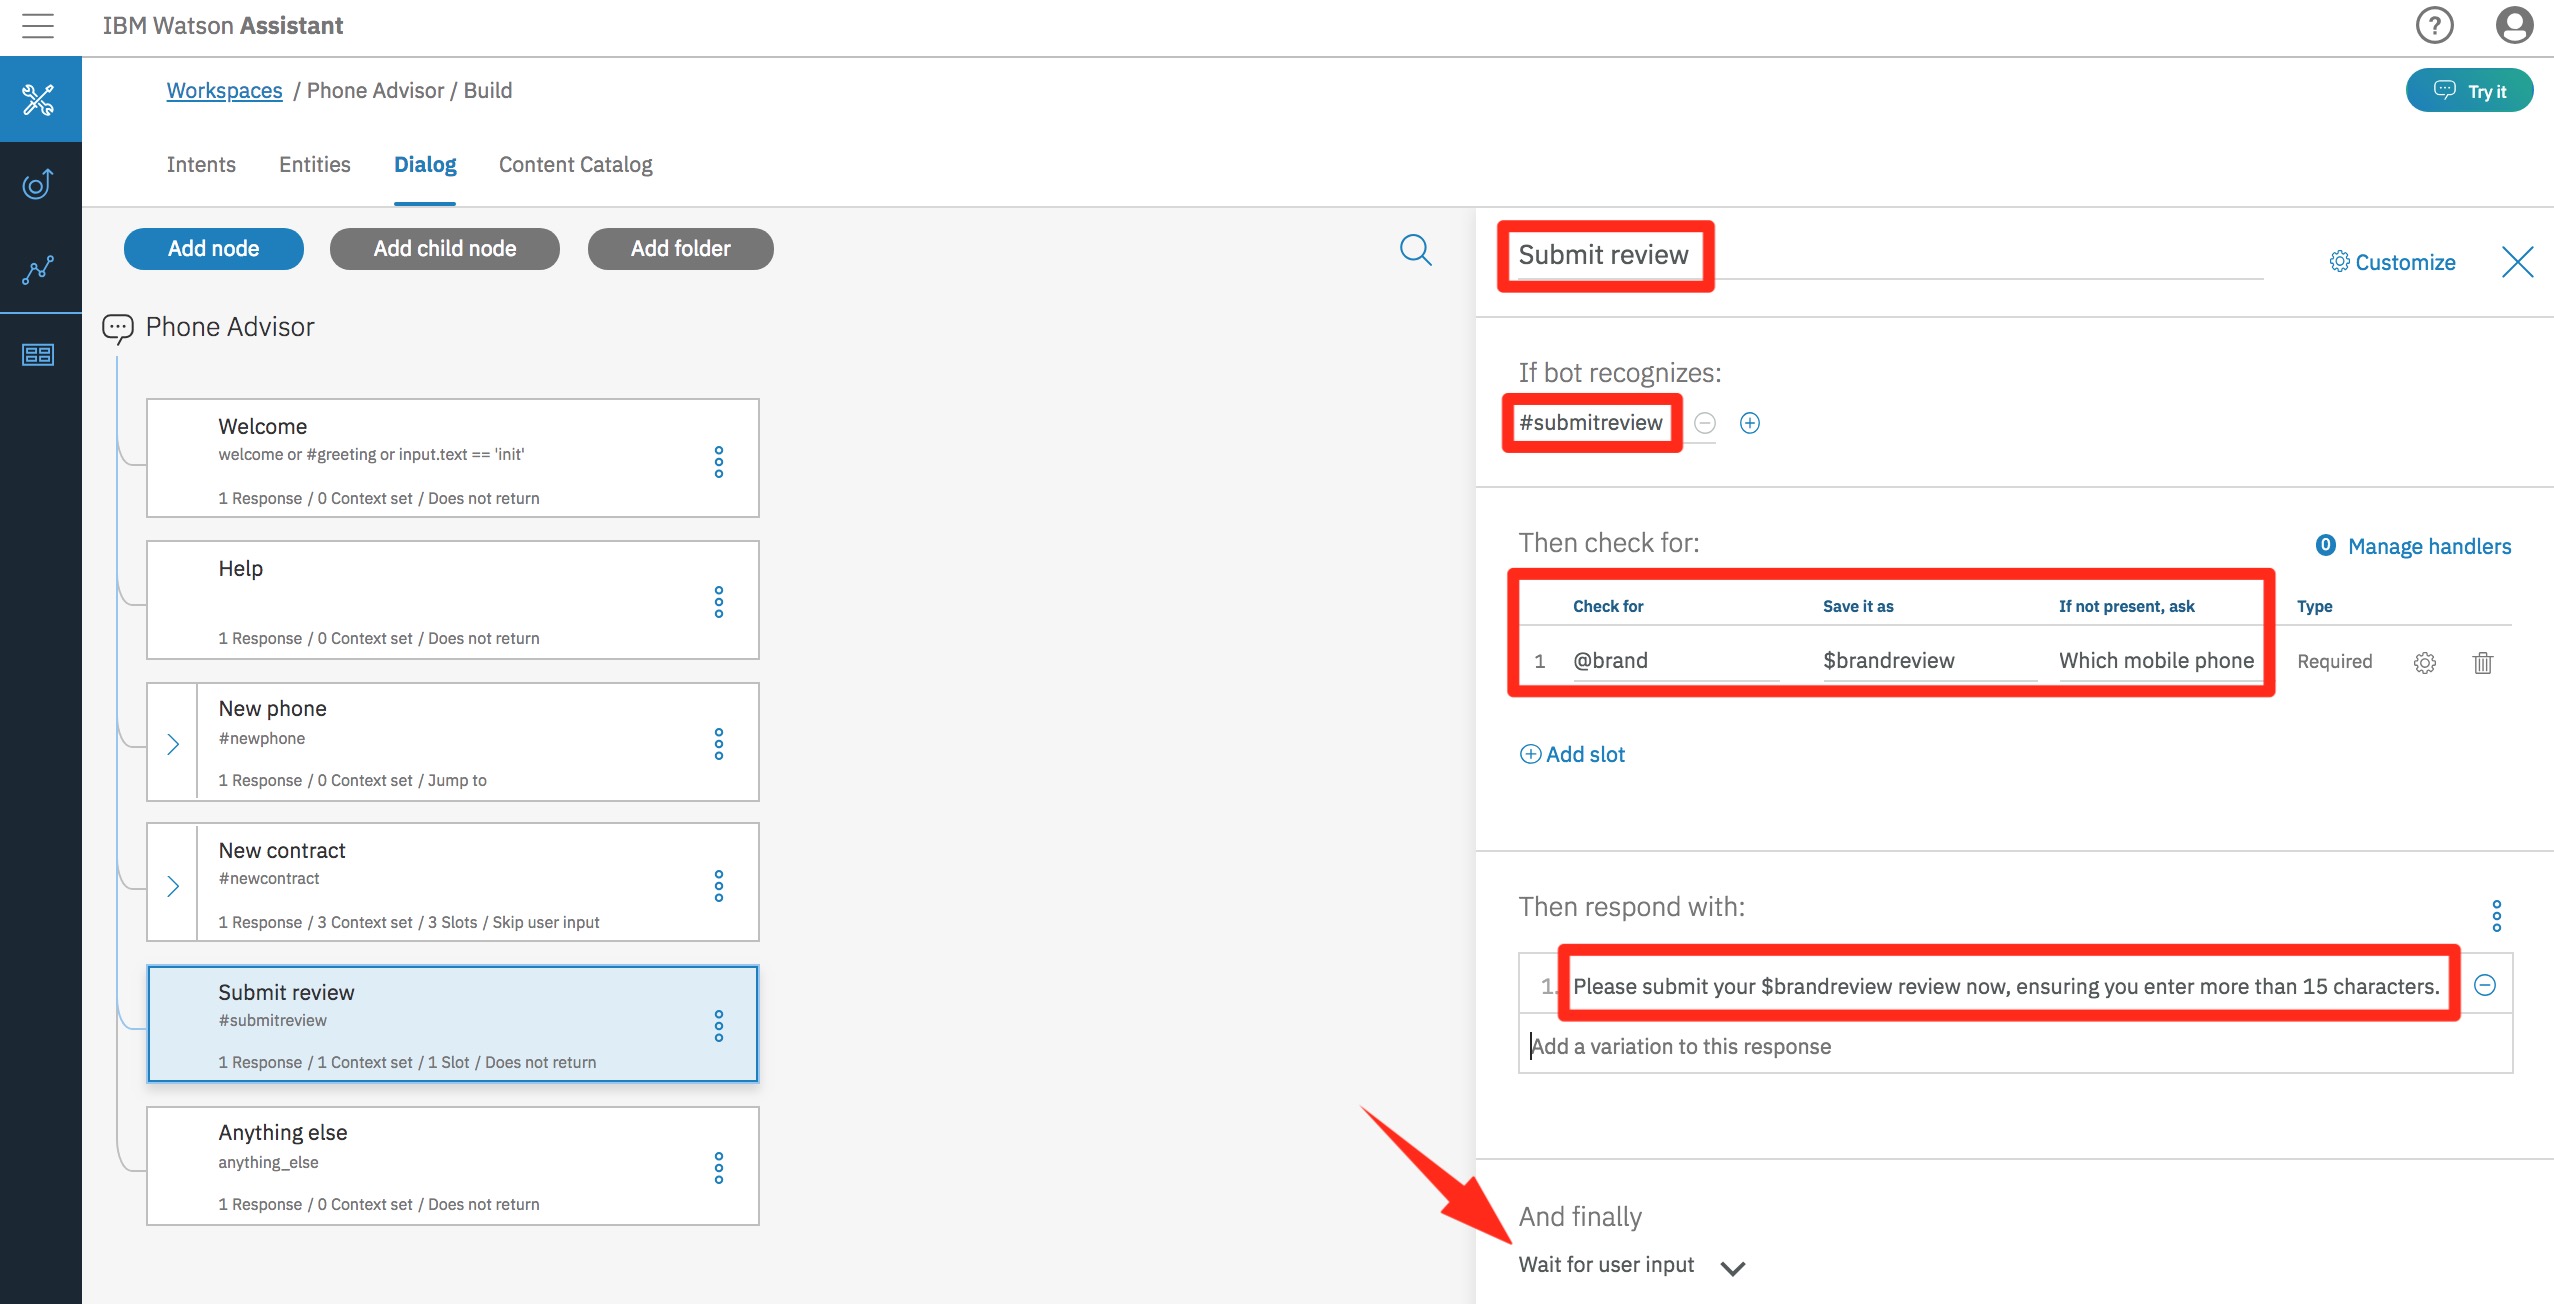 IBM Watson Assistant
?
Workspaces / Phone Advisor / Build
Try it
Intents Entities Dialog Content Catalog
Add node Add child node Add folder
Phone Advisor
Welcome
welcome or #greeting or input.text == 'init'
1 Response / 0 Context set / Does not return
Help
1 Response / 0 Context set / Does not return
New phone
#newphone
1 Response / 0 Context set / Jump to
New contract
#newcontract
1 Response / 3 Context set / 3 Slots / Skip user input
Submit review
#submitreview
1 Response / 1 Context set / 1 Slot / Does not return
Anything else
anything_else
1 Response / 0 Context set / Does not return
Submit review
Customize
If bot recognizes:
#submitreview
Then check for:
0 Manage handlers
Check for Save it as If not present, ask Type
1 @brand $brandreview Which mobile phone Required
Add slot
Then respond with:
1. Please submit your $brandreview review now, ensuring you enter more than 15 characters.
Add a variation to this response
And finally
Wait for user input